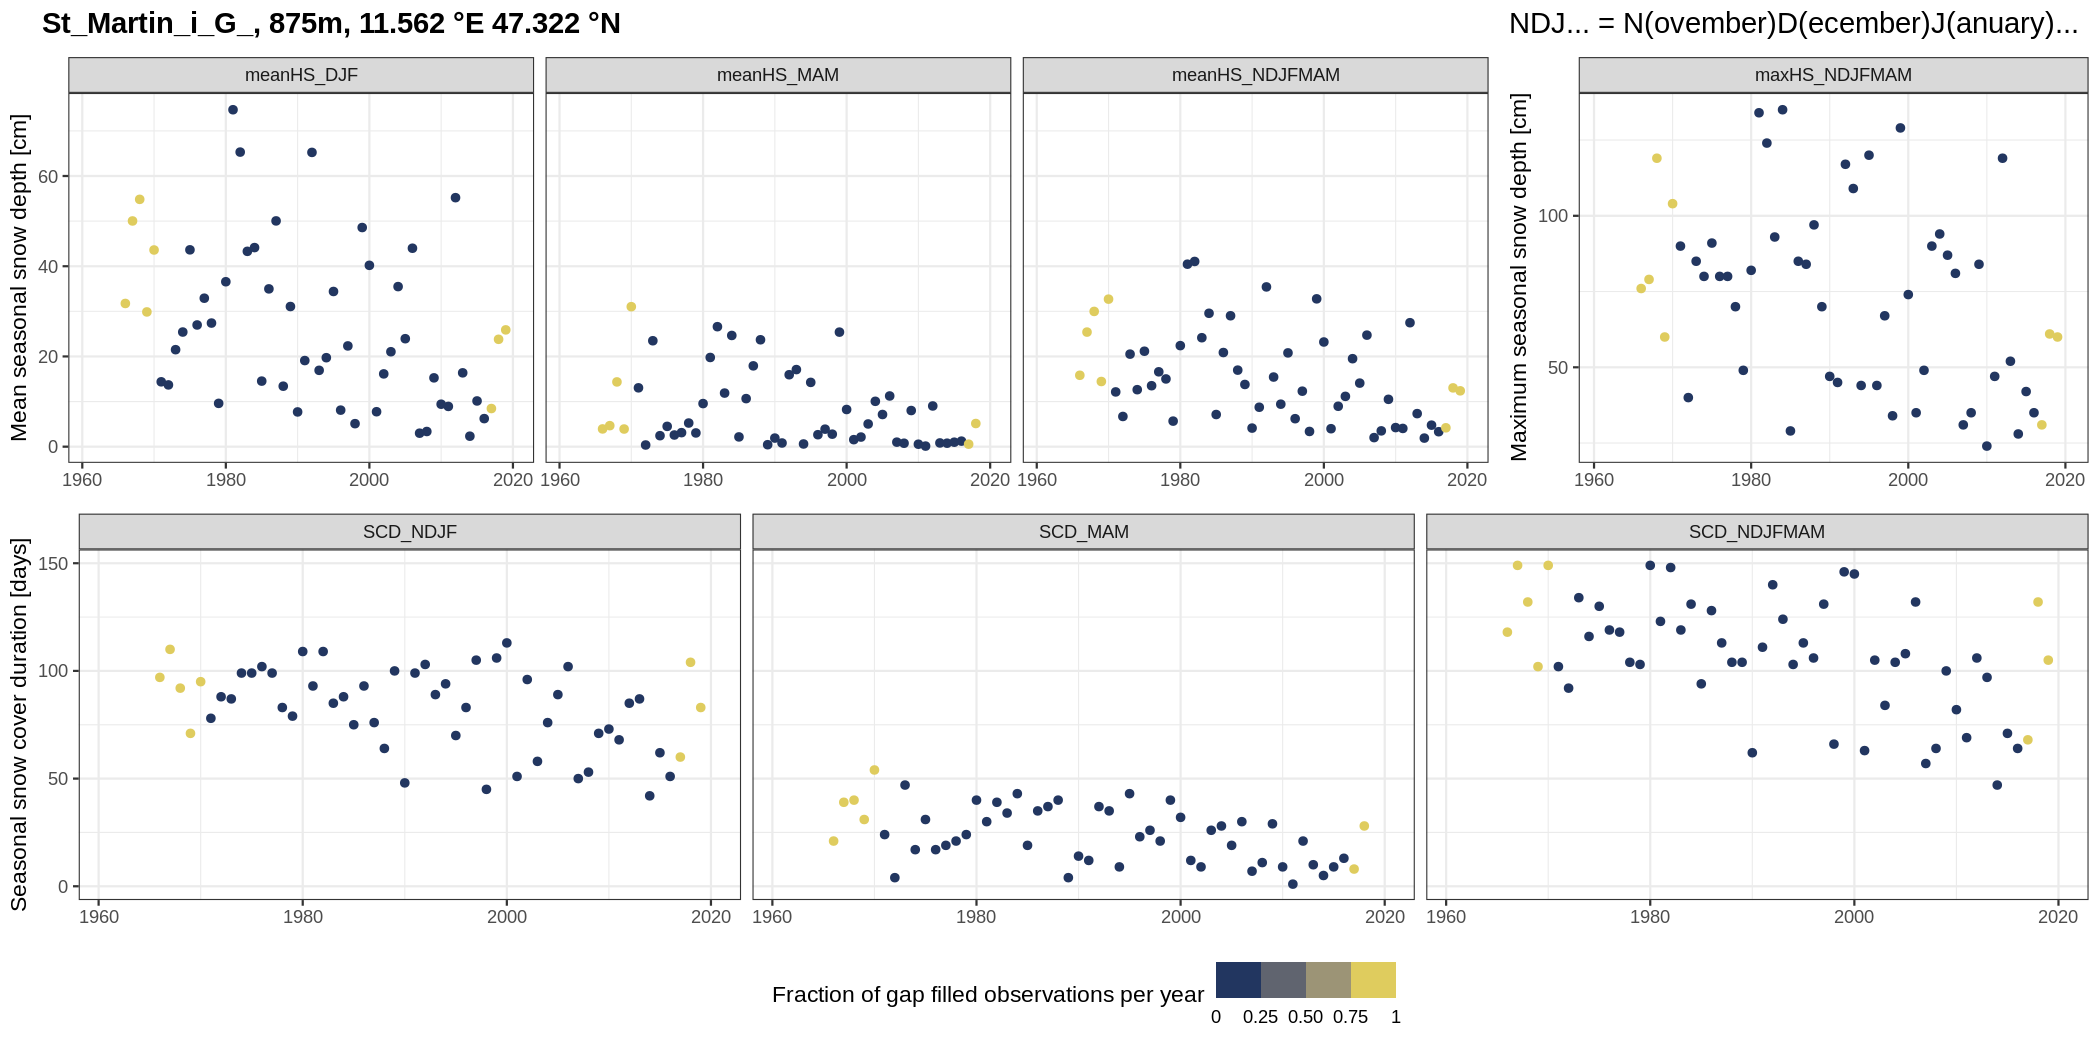 St_Martin_i_G_, 875m, 11.562 °E 47.322 °N
NDJ... = N(ovember)D(ecember)J(anuary)...
meanHS_DJF
meanHS_MAM
meanHS_NDJFMAM
maxHS_NDJFMAM
Mean seasonal snow depth [cm]
60
40
20
0
Maximum seasonal snow depth [cm]
100
50
1960 1980 2000 2020
1960 1980 2000 2020
1960 1980 2000 2020
1960 1980 2000 2020
SCD_NDJF
SCD_MAM
SCD_NDJFMAM
Seasonal snow cover duration [days]
150
100
50
0
1960 1980 2000 2020
1960 1980 2000 2020
1960 1980 2000 2020
Fraction of gap filled observations per year
0 0.25 0.50 0.75 1